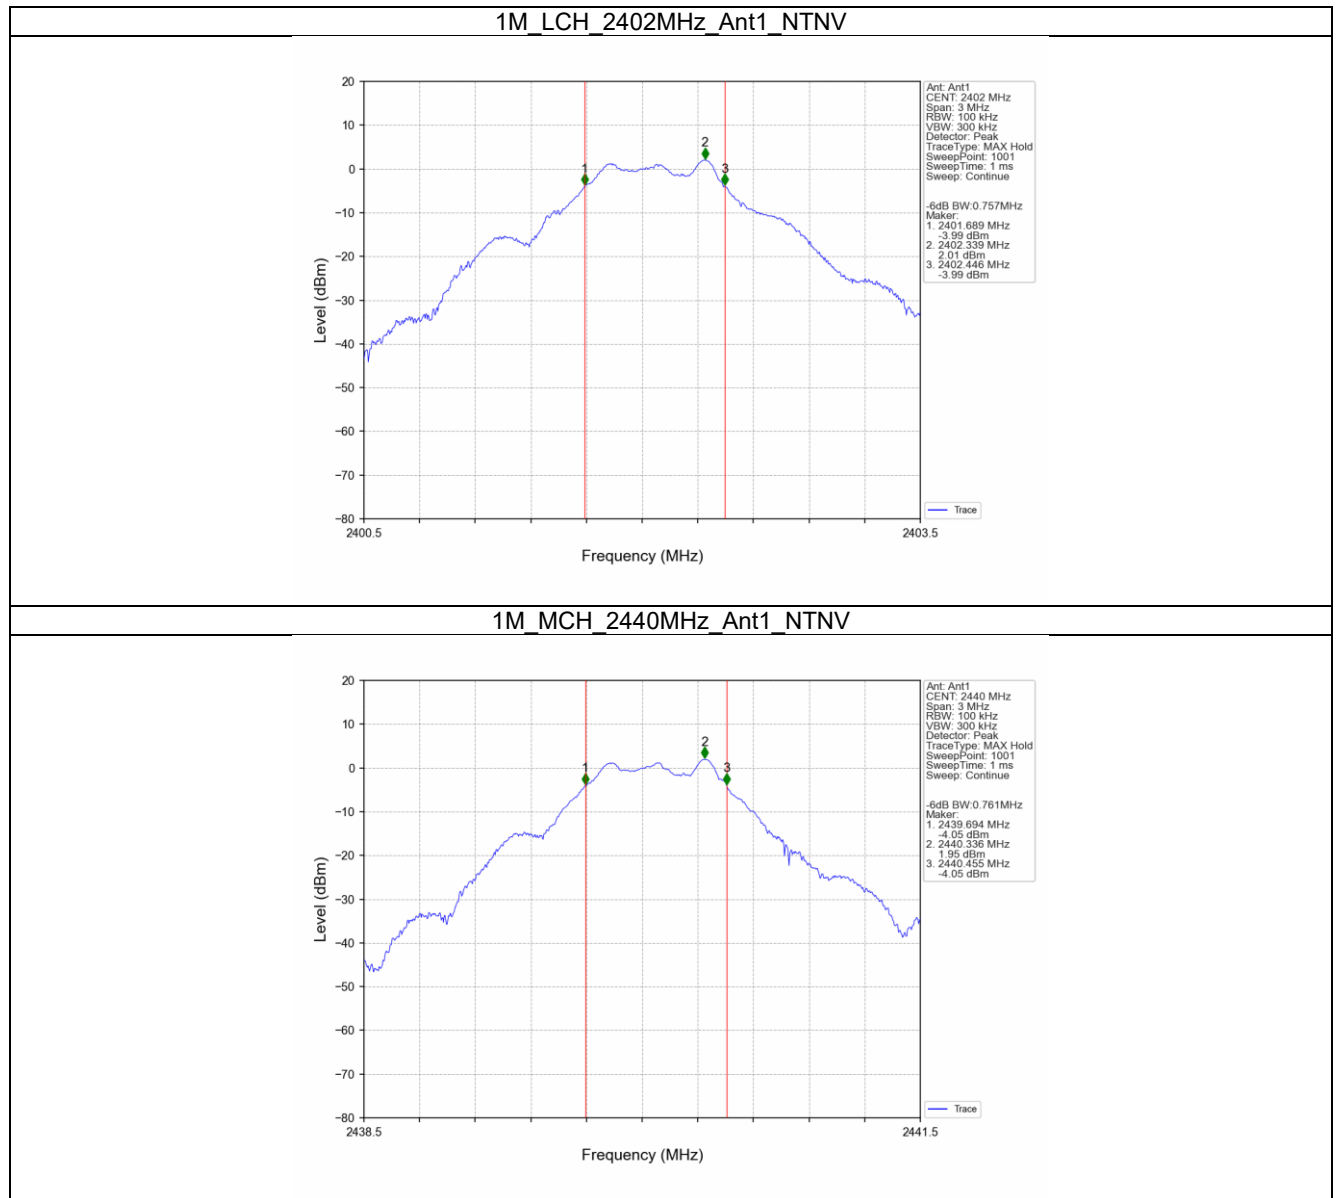 1M_LCH_2402MHz_Ant1_NTNV
20
10
0
−10
−20
−30
−40
−50
−60
−70
−80
Level (dBm)
1
2
3
2400.5
2403.5
Frequency (MHz)
Ant: Ant1
CENT: 2402 MHz
Span: 3 MHz
RBW: 100 kHz
VBW: 300 kHz
Detector: Peak
TraceType: MAX Hold
SweepPoint: 1001
SweepTime: 1 ms
Sweep: Continue
-6dB BW:0.757MHz
Maker:
1. 2401.689 MHz
-3.99 dBm
2. 2402.339 MHz
2.01 dBm
3. 2402.446 MHz
-3.99 dBm
Trace
1M_MCH_2440MHz_Ant1_NTNV
20
10
0
−10
−20
−30
−40
−50
−60
−70
−80
Level (dBm)
1
2
3
2438.5
2441.5
Frequency (MHz)
Ant: Ant1
CENT: 2440 MHz
Span: 3 MHz
RBW: 100 kHz
VBW: 300 kHz
Detector: Peak
TraceType: MAX Hold
SweepPoint: 1001
SweepTime: 1 ms
Sweep: Continue
-6dB BW:0.761MHz
Maker:
1. 2439.694 MHz
-4.05 dBm
2. 2440.336 MHz
1.95 dBm
3. 2440.455 MHz
-4.05 dBm
Trace